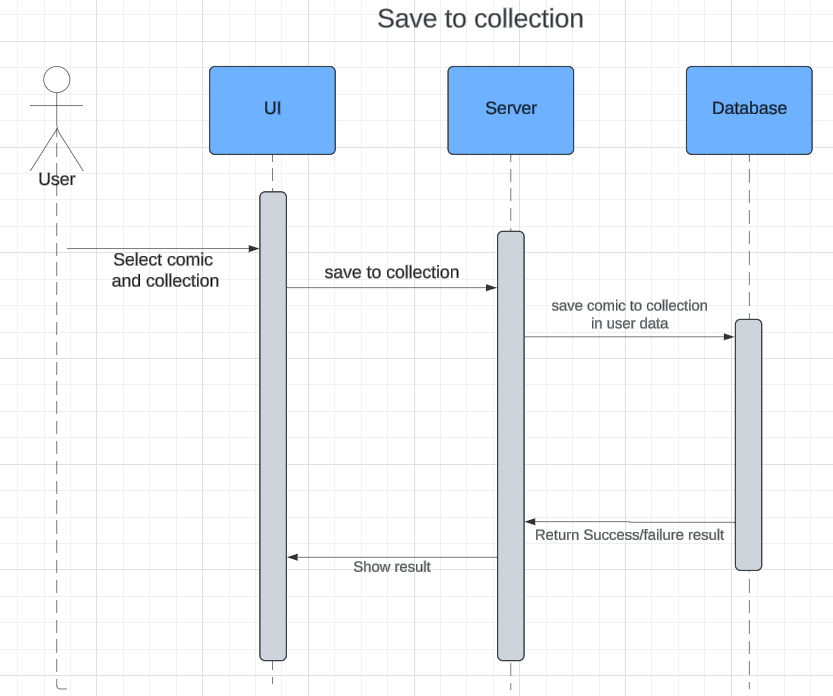 Save to collection
UI
Server
Database
User
Select comic
and collection
save to collection
save comic to collection
in user data
Return Success/failure result
Show result